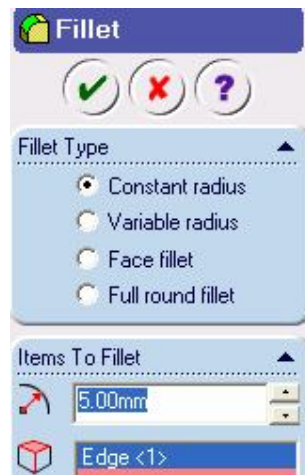 Fillet
?
Fillet Type
Constant radius
Variable radius
Face fillet
Full round fillet
Items To Fillet
5.00mm
Edge <1>